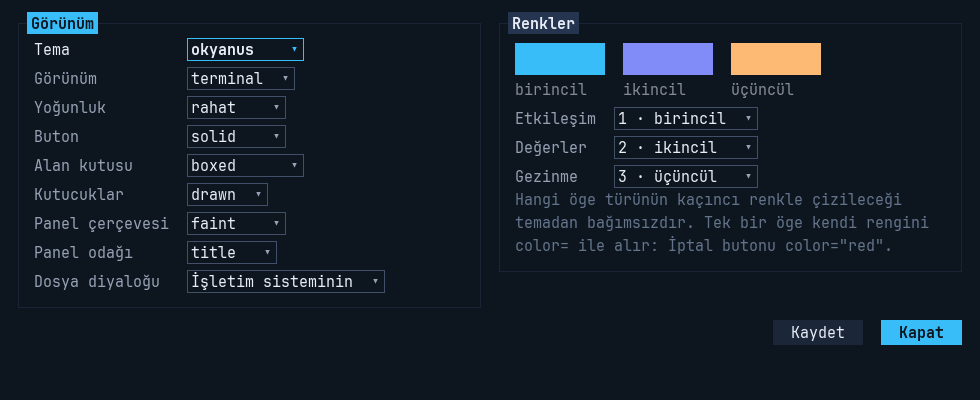 Görünüm
Tema okyanus
Görünüm terminal
Yoğunluk rahat
Buton solid
Alan kutusu boxed
Kutucuklar drawn
Panel çerçevesi faint
Panel odağı title
Dosya diyaloğu İşletim sisteminin
Renkler
birincil ikincil üçüncül
Etkileşim 1 · birincil
Değerler 2 · ikincil
Gezinme 3 · üçüncül
Hangi öge türünün kaçıncı renkle çizileceği
temadan bağımsızdır. Tek bir öge kendi rengini
color= ile alır: İptal butonu color="red".
Kaydet Kapat